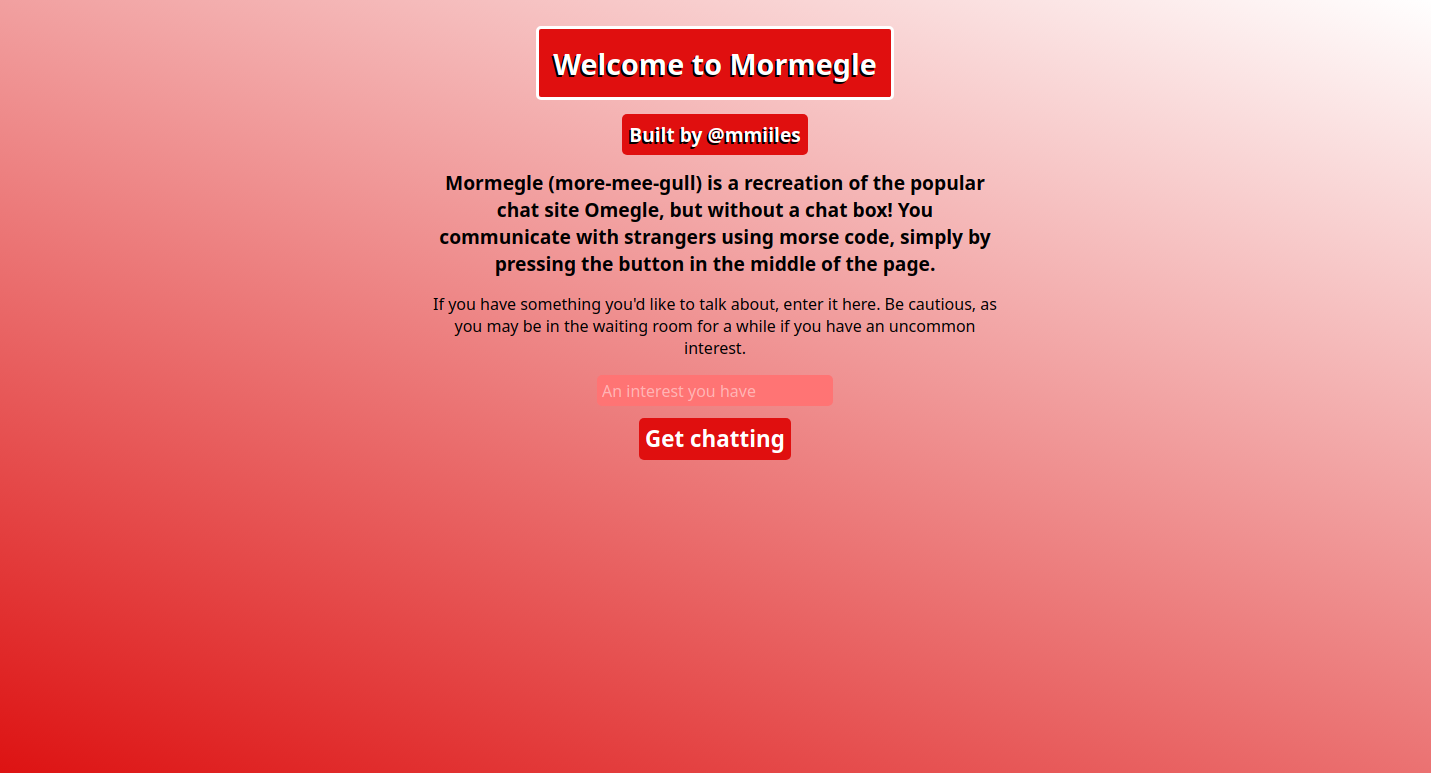 Welcome to Mormegle
Built by @mmiiles
Mormegle (more-mee-gull) is a recreation of the popular
chat site Omegle, but without a chat box! You
communicate with strangers using morse code, simply by
pressing the button in the middle of the page.
If you have something you'd like to talk about, enter it here. Be cautious, as
you may be in the waiting room for a while if you have an uncommon
interest.
An interest you have
Get chatting